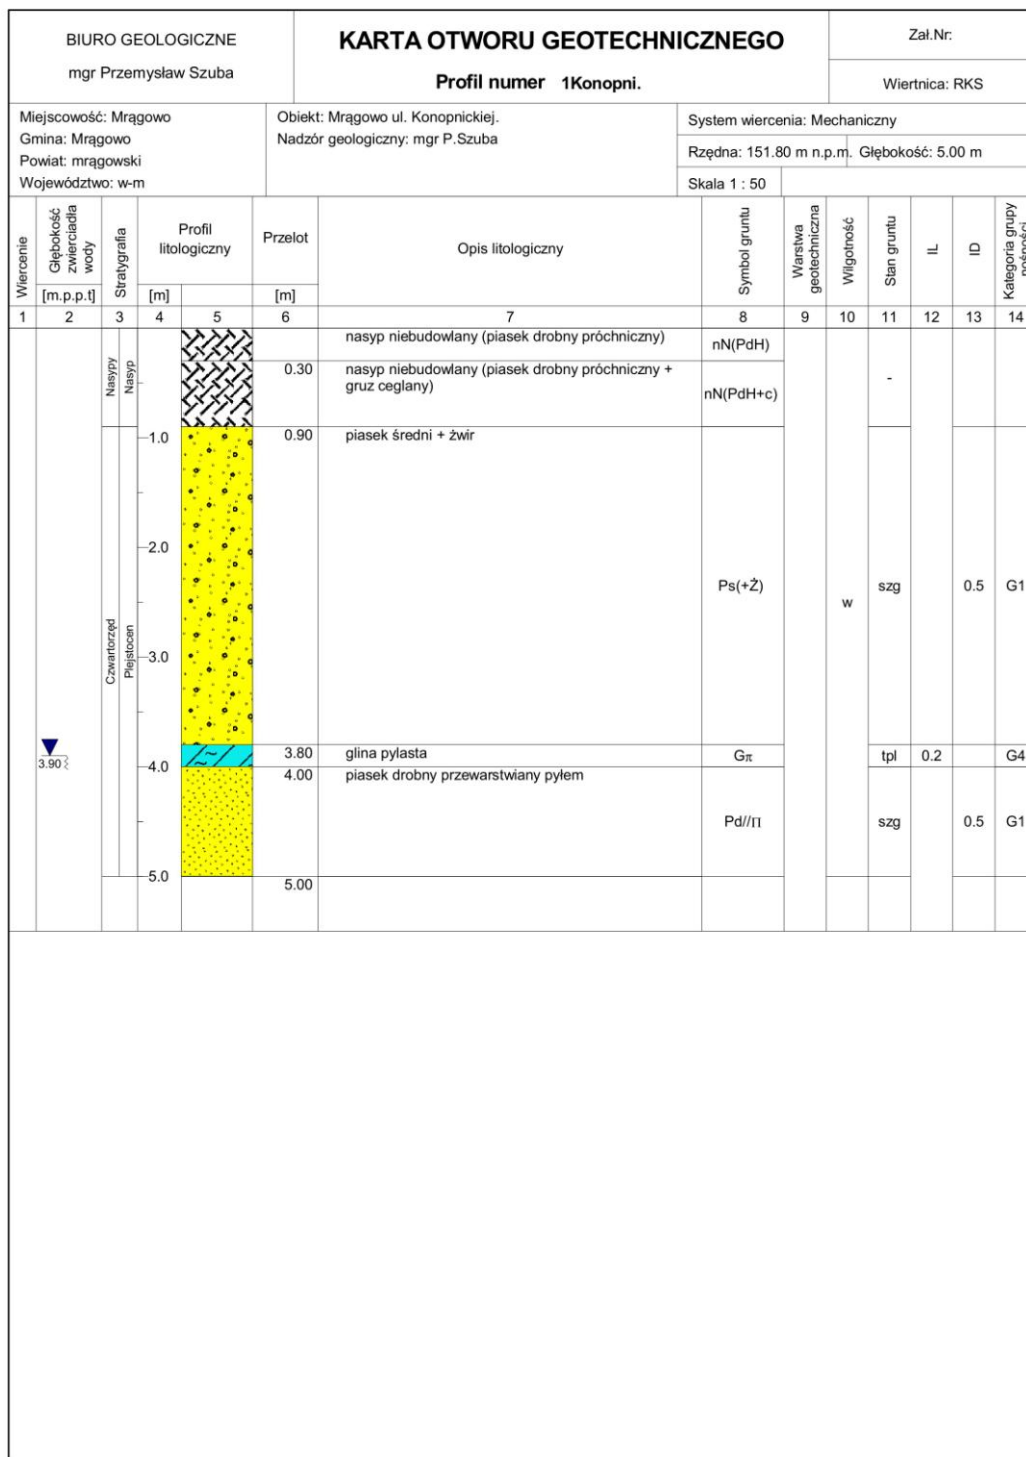 BIURO GEOLOGICZNE
mgr Przemysław Szuba
KARTA OTWORU GEOTECHNICZNEGO
Profil numer 1Konopni.
Zał.Nr:
Wiertnica: RKS
Miejscowość: Mrągowo
Gmina: Mrągowo
Powiat: mrągowski
Województwo: w-m
Obiekt: Mrągowo ul. Konopnickiej.
Nadzór geologiczny: mgr P.Szuba
System wiercenia: Mechaniczny
Rzędna: 151.80 m n.p.m. Głębokość: 5.00 m
Skala 1 : 50
Wiercenie
Głębokość
zwierciadła
wody
[m.p.p.t]
Stratygrafia
Profil
litologiczny
[m]
Przelot
[m]
Opis litologiczny
Symbol gruntu
Warstwa
geotechniczna
Wilgotność
Stan gruntu
IL
ID
Kategoria grupy
nośności
1 2 3 4 5 6 7 8 9 10 11 12 13 14
Nasypy
Nasyp
nasyp niebudowlany (piasek drobny próchniczny)
nN(PdH)
0.30 nasyp niebudowlany (piasek drobny próchniczny +
gruz ceglany)
nN(PdH+c)
-
1.0
0.90 piasek średni + żwir
2.0
Ps(+Ż) w szg 0.5 G1
Czwartorzęd
Plejstocen
3.0
3.90
3.80 glina pylasta Gπ tpl 0.2 G4
4.0
4.00 piasek drobny przewarstwiany pyłem
Pd//Π szg 0.5 G1
5.0
5.00